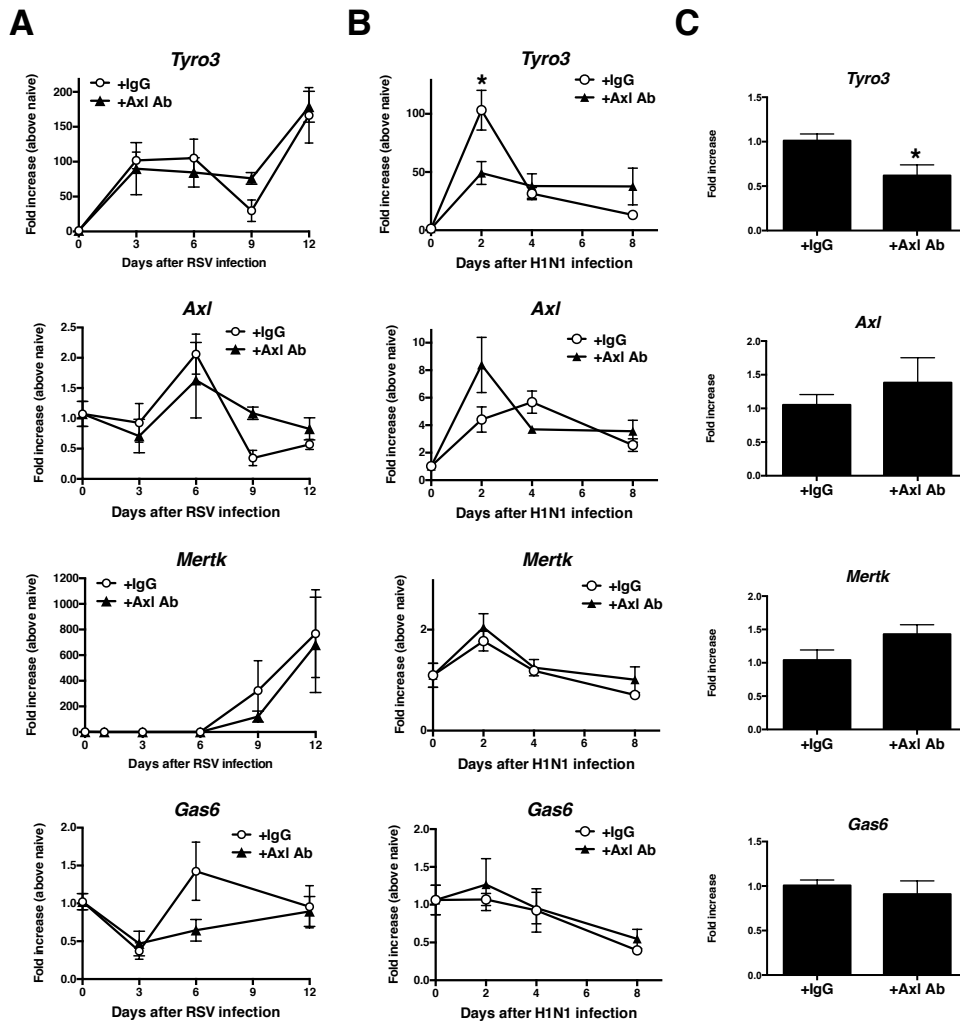 A
B
C
Tyro3
Fold increase (above naive)
200
150
100
50
0
+IgG
+Axl Ab
0 3 6 9 12
Days after RSV infection
Tyro3
*
Fold increase (above naive)
100
50
0
+IgG
+Axl Ab
0 2 4 6 8
Days after H1N1 infection
Tyro3
Fold increase
1.5
1.0
0.5
0.0
*
+IgG +Axl Ab
Axl
Fold increase (above naive)
2.5
2.0
1.5
1.0
0.5
0.0
+IgG
+Axl Ab
0 3 6 9 12
Days after RSV infection
Axl
Fold increase (above naive)
10
8
6
4
2
0
+IgG
+Axl Ab
0 2 4 6 8
Days after H1N1 infection
Axl
Fold increase
2.0
1.5
1.0
0.5
0.0
+IgG +Axl Ab
Mertk
Fold increase (above naive)
1200
1000
800
600
400
200
0
+IgG
+Axl Ab
0 3 6 9 12
Days after RSV infection
Mertk
Fold increase (above naive)
2
0
+IgG
+Axl Ab
0 2 4 6 8
Days after H1N1 infection
Mertk
Fold increase
2.0
1.5
1.0
0.5
0.0
+IgG +Axl Ab
Gas6
Fold increase (above naive)
2.0
1.5
1.0
0.5
0.0
+IgG
+Axl Ab
0 3 6 9 12
Days after RSV infection
Gas6
Fold increase (above naive)
2.0
1.5
1.0
0.5
0.0
+IgG
+Axl Ab
0 2 4 6 8
Days after H1N1 infection
Gas6
Fold increase
2.0
1.5
1.0
0.5
0.0
+IgG +Axl Ab